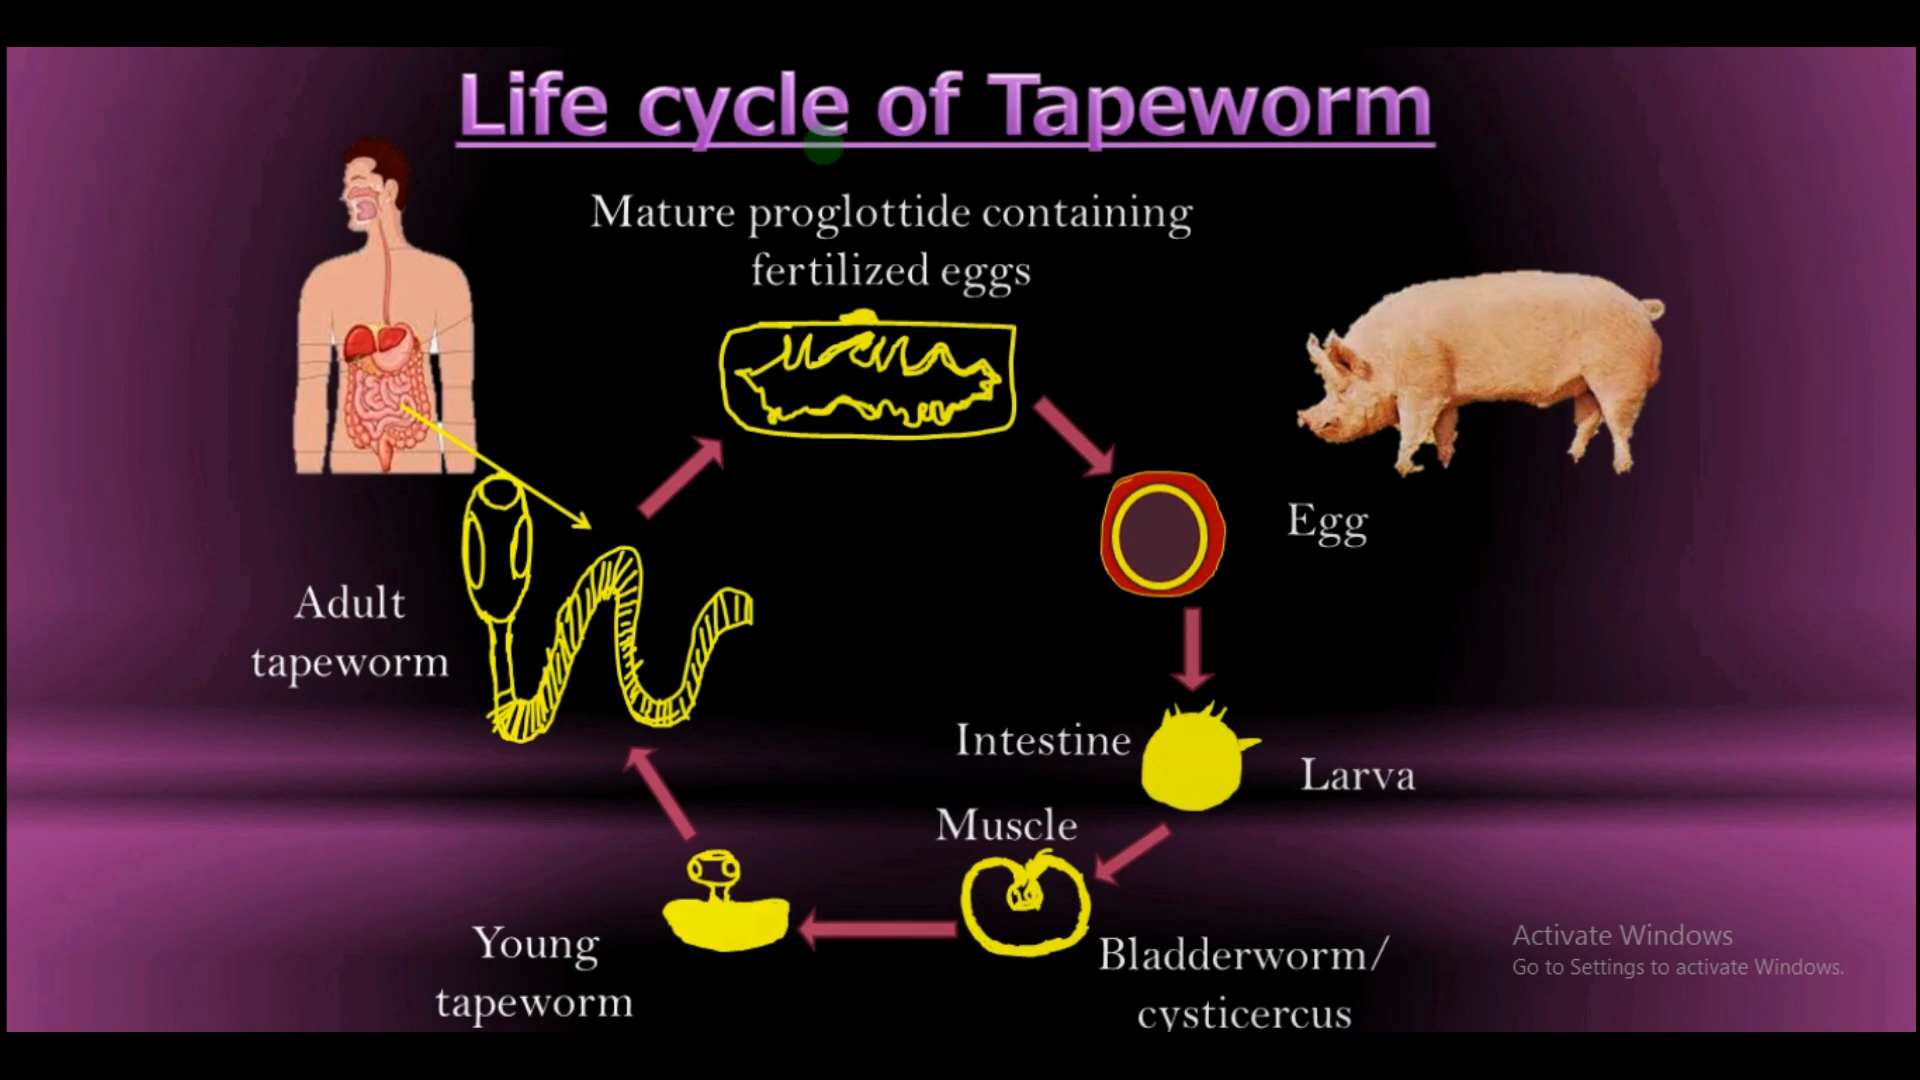 Life cycle of Tapeworm
Mature proglottide containing
fertilized eggs
Egg
Adult
tapeworm
Intestine
Larva
Muscle
Young
tapeworm
Bladderworm/
cysticercus
Activate Windows
Go to Settings to activate Windows.